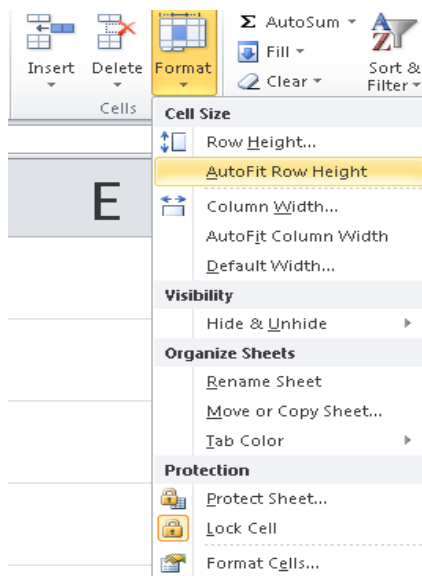 Insert Delete Format
Σ AutoSum
Fill
Clear
Sort &
Filter
Cells
E
Cell Size
Row Height...
AutoFit Row Height
Column Width...
AutoFit Column Width
Default Width...
Visibility
Hide & Unhide
Organize Sheets
Rename Sheet
Move or Copy Sheet...
Tab Color
Protection
Protect Sheet...
Lock Cell
Format Cells...